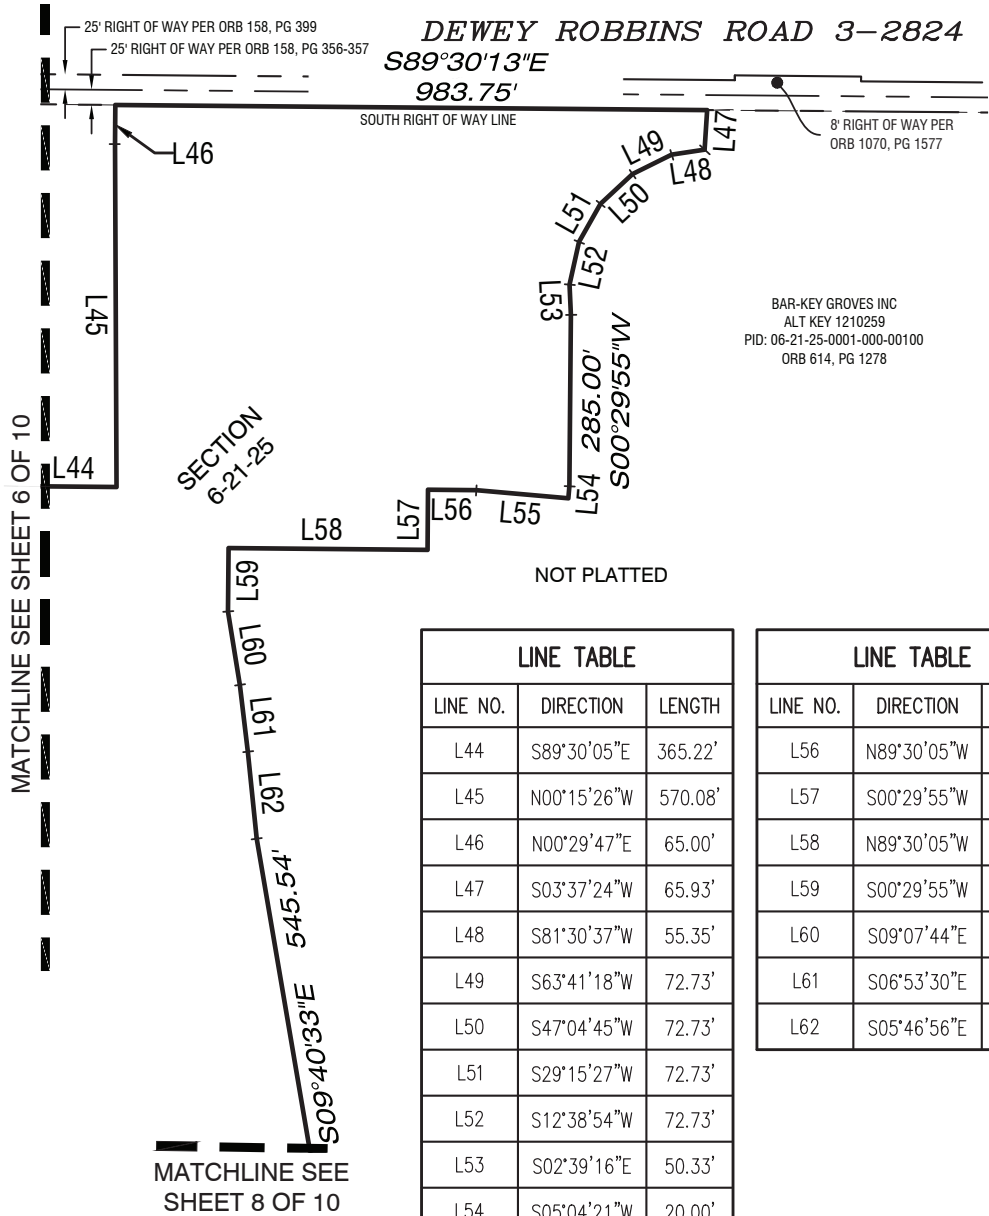 25' RIGHT OF WAY PER ORB 158, PG 399
25' RIGHT OF WAY PER ORB 158, PG 356-357
DEWEY ROBBINS ROAD 3-2824
S89°30'13"E
983.75'
SOUTH RIGHT OF WAY LINE
8' RIGHT OF WAY PER
ORB 1070, PG 1577
L46
L47
L48
L49
L50
L51
L52
L53
L45
285.00'
S00°29'55"W
BAR-KEY GROVES INC
ALT KEY 1210259
PID: 06-21-25-0001-000-00100
ORB 614, PG 1278
MATCHLINE SEE SHEET 6 OF 10
L44
SECTION
6-21-25
L54
L55
L56
L57
L58
L59
NOT PLATTED
L60
L61
L62
S09°40'33"E 545.54'
MATCHLINE SEE
SHEET 8 OF 10
LINE TABLE
LINE NO. DIRECTION LENGTH
L44 S89°30'05"E 365.22'
L45 N00°15'26"W 570.08'
L46 N00°29'47"E 65.00'
L47 S03°37'24"W 65.93'
L48 S81°30'37"W 55.35'
L49 S63°41'18"W 72.73'
L50 S47°04'45"W 72.73'
L51 S29°15'27"W 72.73'
L52 S12°38'54"W 72.73'
L53 S02°39'16"E 50.33'
L54 S05°04'21"W 20.00'
LINE TABLE
LINE NO. DIRECTION
L56 N89°30'05"W
L57 S00°29'55"W
L58 N89°30'05"W
L59 S00°29'55"W
L60 S09°07'44"E
L61 S06°53'30"E
L62 S05°46'56"E